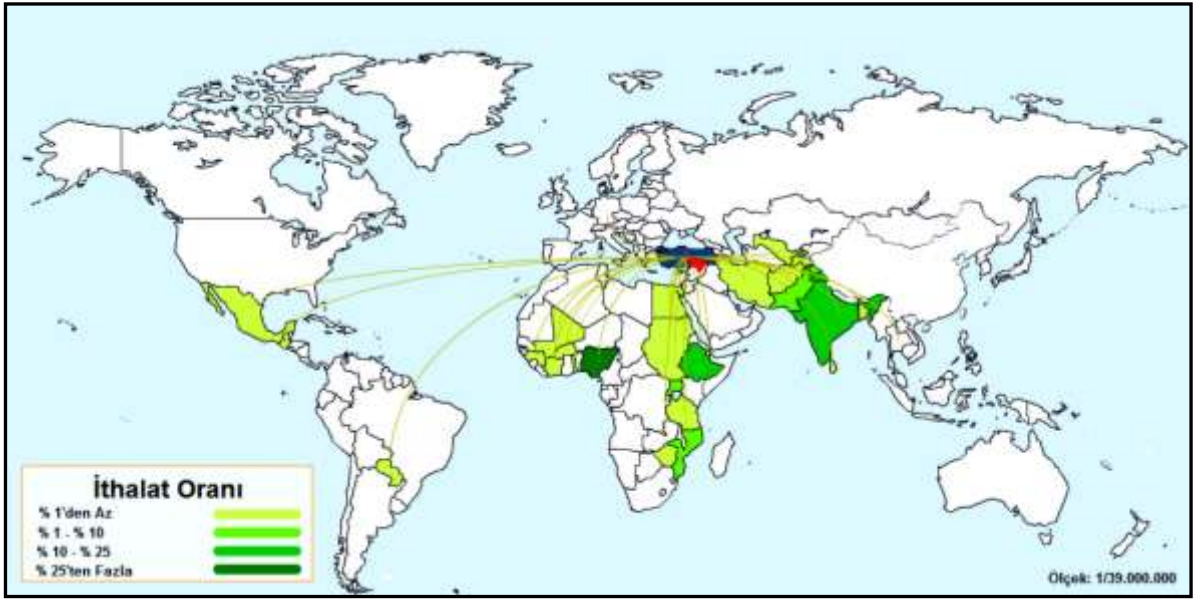 İthalat Oranı
% 1'den Az
% 1 - % 10
% 10 - % 25
% 25'ten Fazla
Ölçek: 1/39.000.000